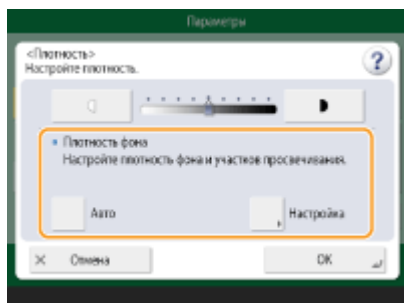 Параметры
<Плотность>
Настройте плотность.
?
Плотность фона
Настройте плотность фона и участков просвечивания.
Авто
Настройка
× Отмена
OK